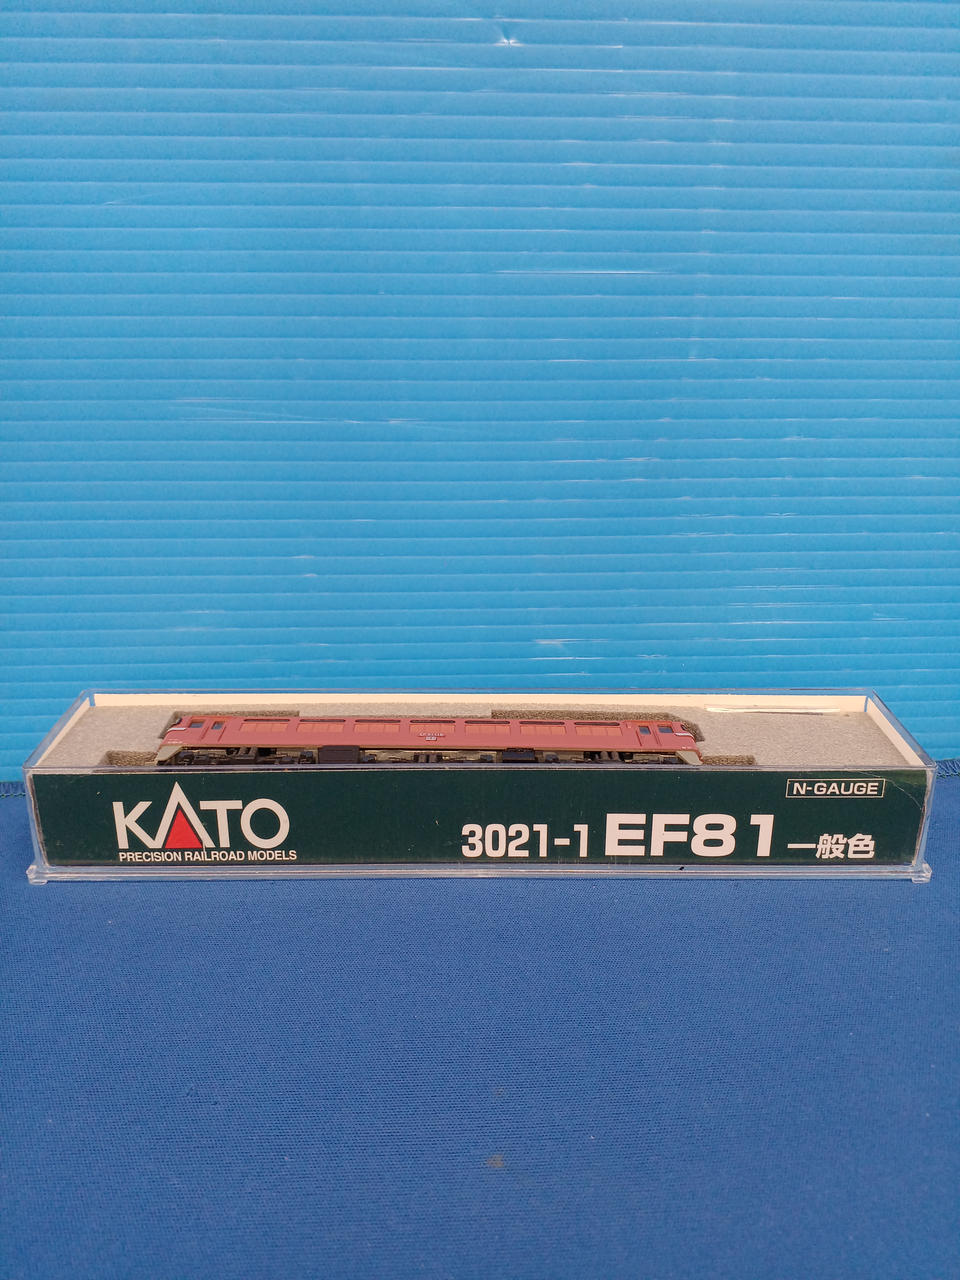 N-GAUGE
KATO
PRECISION RAILROAD MODELS
3021-1 EF81 一般色